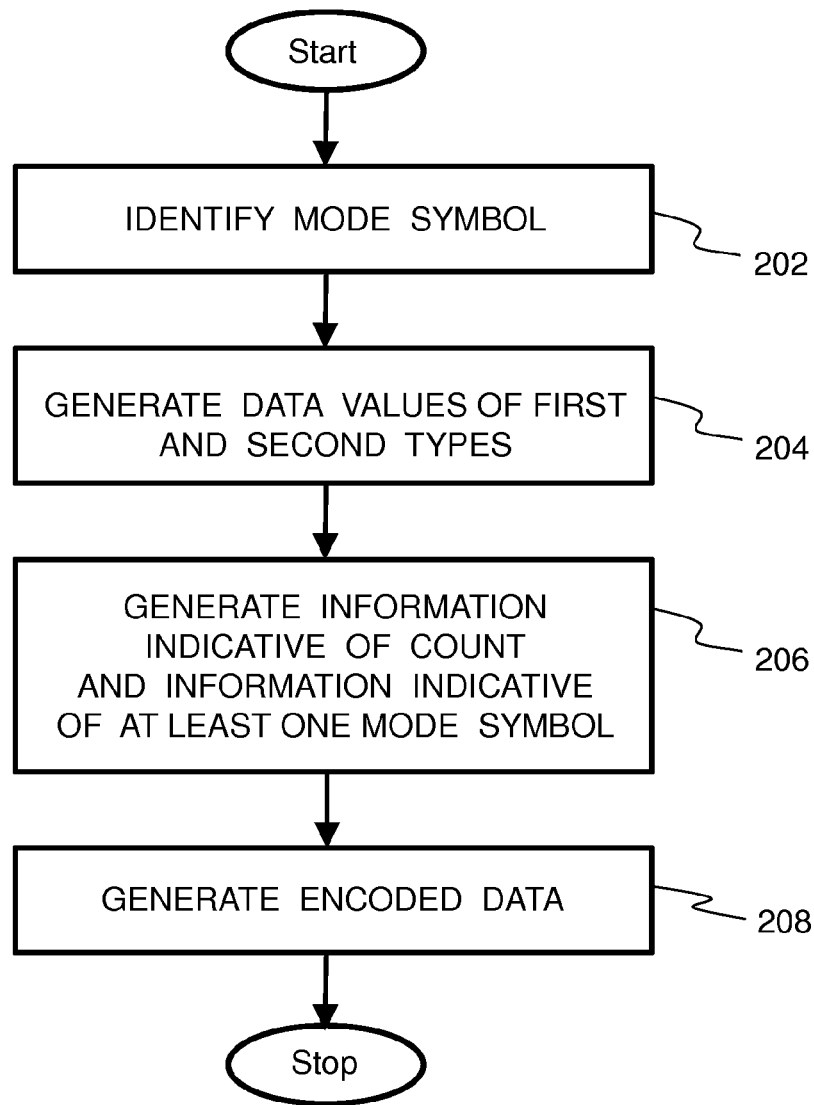 Start
IDENTIFY MODE SYMBOL
202
GENERATE DATA VALUES OF FIRST
AND SECOND TYPES
204
GENERATE INFORMATION
INDICATIVE OF COUNT
AND INFORMATION INDICATIVE
OF AT LEAST ONE MODE SYMBOL
206
GENERATE ENCODED DATA
208
Stop